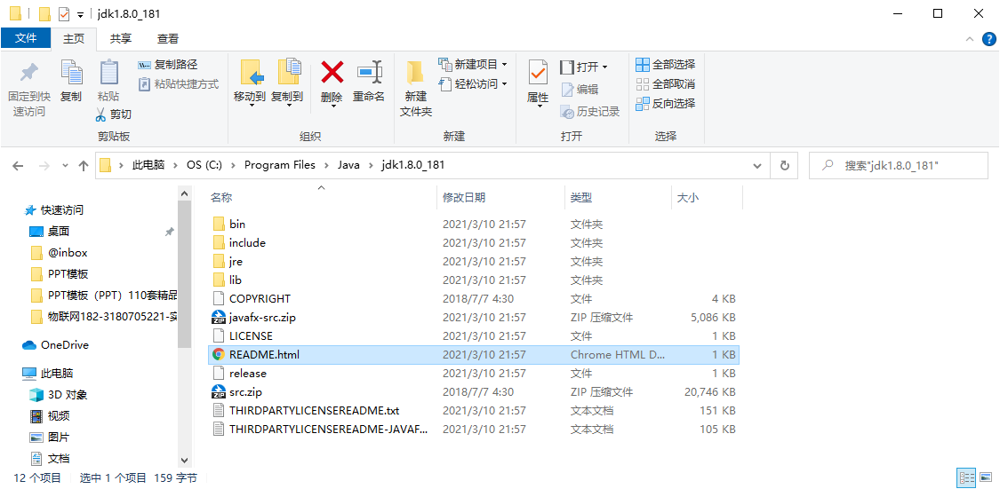 jdk1.8.0_181
文件 主页 共享 查看
固定到快速访问
复制
粘贴
复制路径
粘贴快捷方式
剪切
剪贴板
移动到
复制到
删除
重命名
组织
新建文件夹
新建项目
轻松访问
新建
属性
打开
编辑
历史记录
打开
全部选择
全部取消
反向选择
选择
此电脑 OS (C:) Program Files Java jdk1.8.0_181
搜索"jdk1.8.0_181"
快速访问
桌面
@inbox
PPT模板
PPT模板（PPT）110套精品
物联网182-3180705221-实
OneDrive
此电脑
3D 对象
视频
图片
文档
名称 修改日期 类型 大小
bin 2021/3/10 21:57 文件夹
include 2021/3/10 21:57 文件夹
jre 2021/3/10 21:57 文件夹
lib 2021/3/10 21:57 文件夹
COPYRIGHT 2018/7/7 4:30 文件 4 KB
javafx-src.zip 2021/3/10 21:57 ZIP 压缩文件 5,086 KB
LICENSE 2021/3/10 21:57 文件 1 KB
README.html 2021/3/10 21:57 Chrome HTML D... 1 KB
release 2021/3/10 21:57 文件 1 KB
src.zip 2018/7/7 4:30 ZIP 压缩文件 20,746 KB
THIRDPARTYLICENSEREADME.txt 2021/3/10 21:57 文本文档 151 KB
THIRDPARTYLICENSEREADME-JAVAF... 2021/3/10 21:57 文本文档 105 KB
12 个项目 选中 1 个项目 159 字节